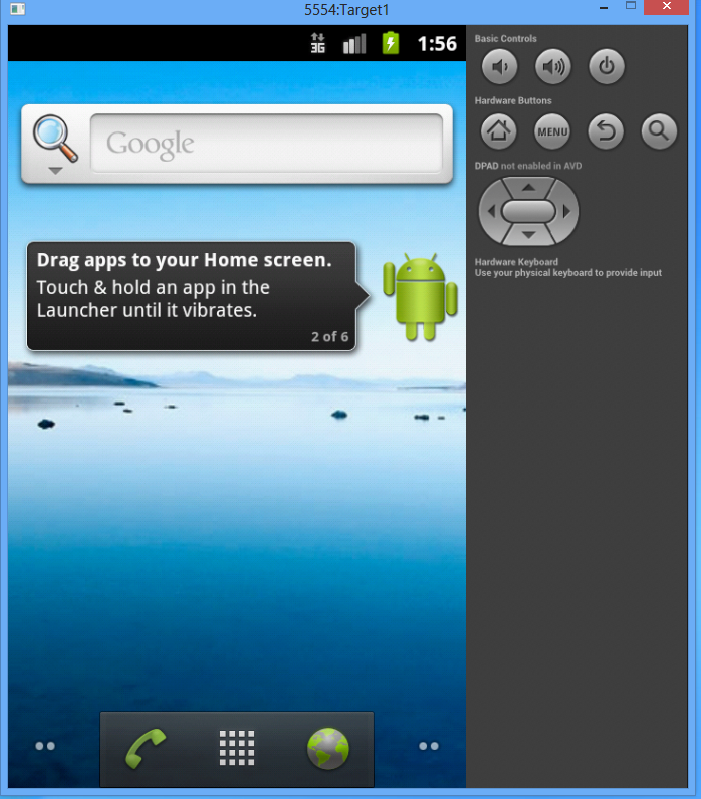 5554:Target1
3G
1:56
Google
Drag apps to your Home screen.
Touch & hold an app in the
Launcher until it vibrates.
2 of 6
Basic Controls
Hardware Buttons
MENU
DPAD not enabled in AVD
Hardware Keyboard
Use your physical keyboard to provide input